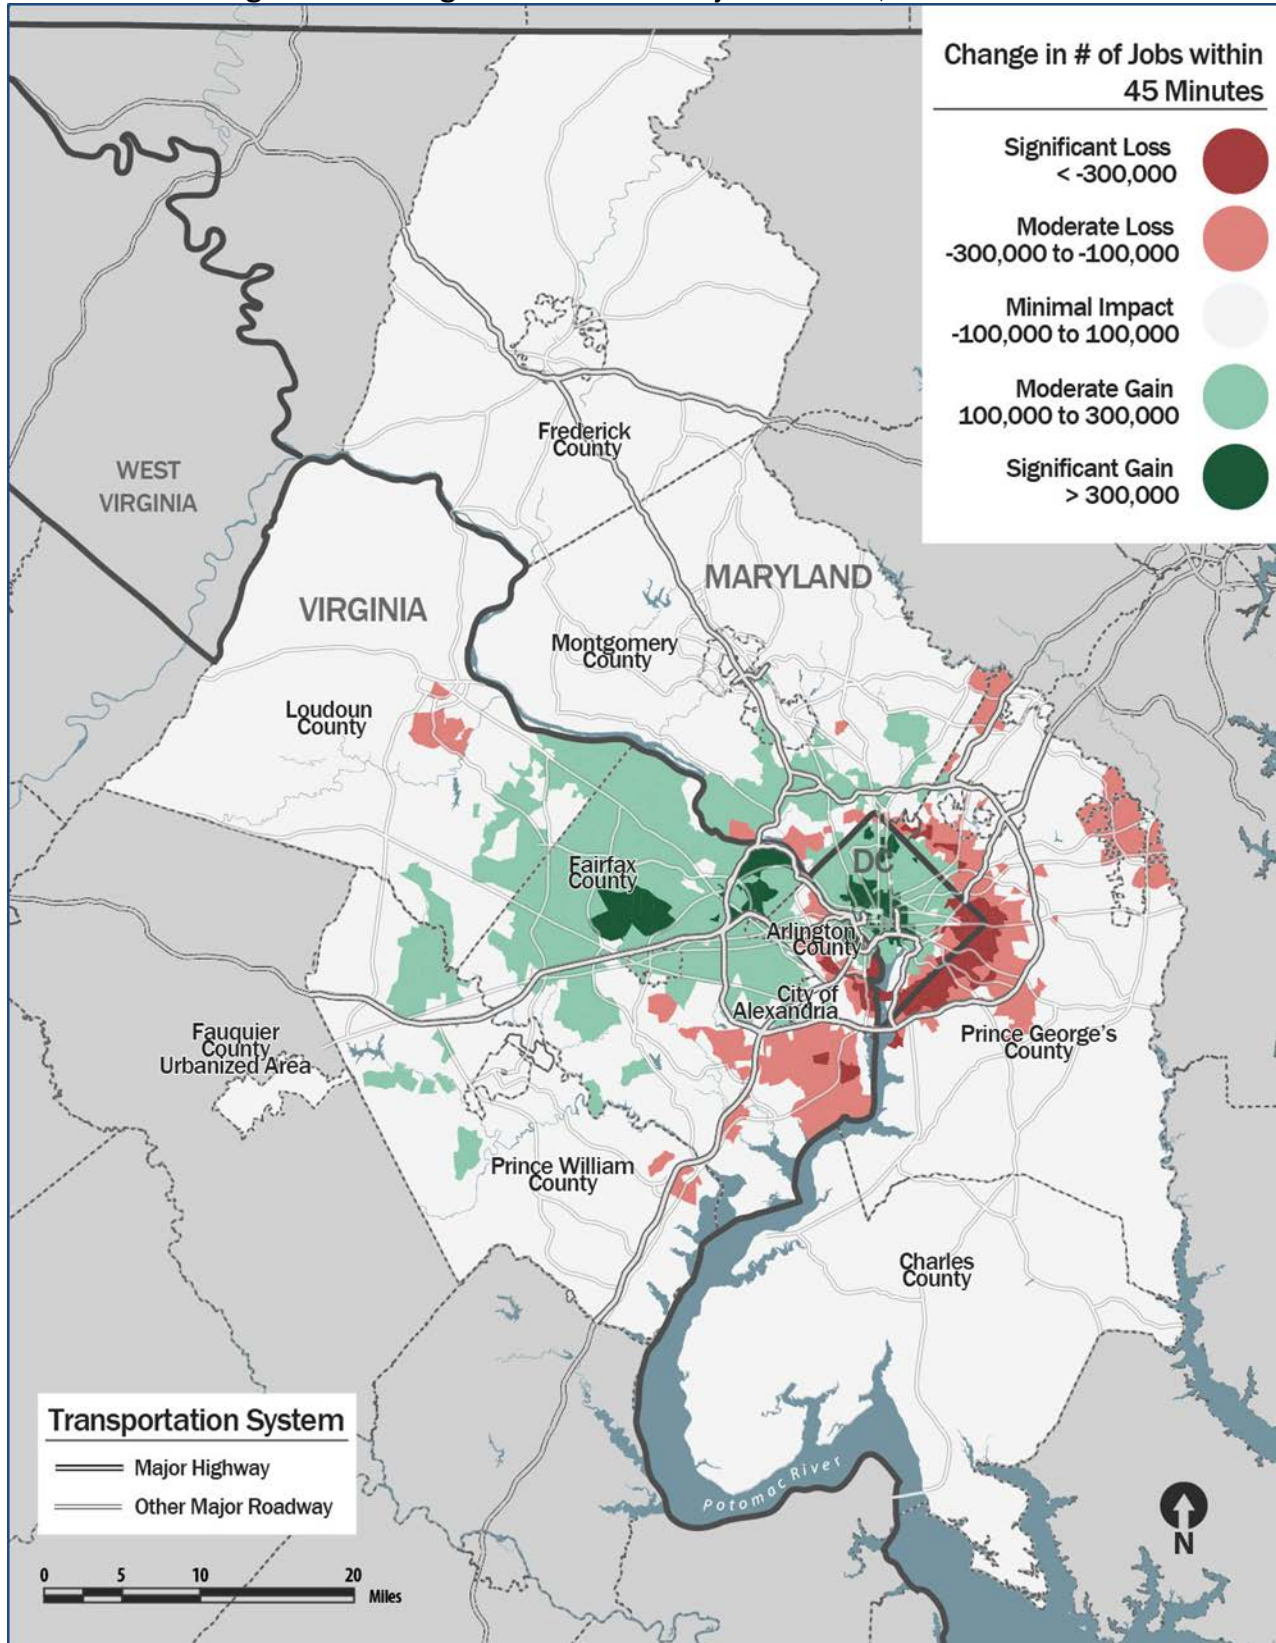 Change in # of Jobs within
45 Minutes
Significant Loss
< -300,000
Moderate Loss
-300,000 to -100,000
Minimal Impact
-100,000 to 100,000
Moderate Gain
100,000 to 300,000
Significant Gain
> 300,000
Frederick
County
WEST
VIRGINIA
MARYLAND
VIRGINIA
Montgomery
County
Loudoun
County
DC
Fairfax
County
Arlington
County
City of
Alexandria
Fauquier
County
Urbanized Area
Prince George's
County
Prince William
County
Charles
County
Potomac River
Transportation System
Major Highway
Other Major Roadway
0 5 10 20
Miles
N